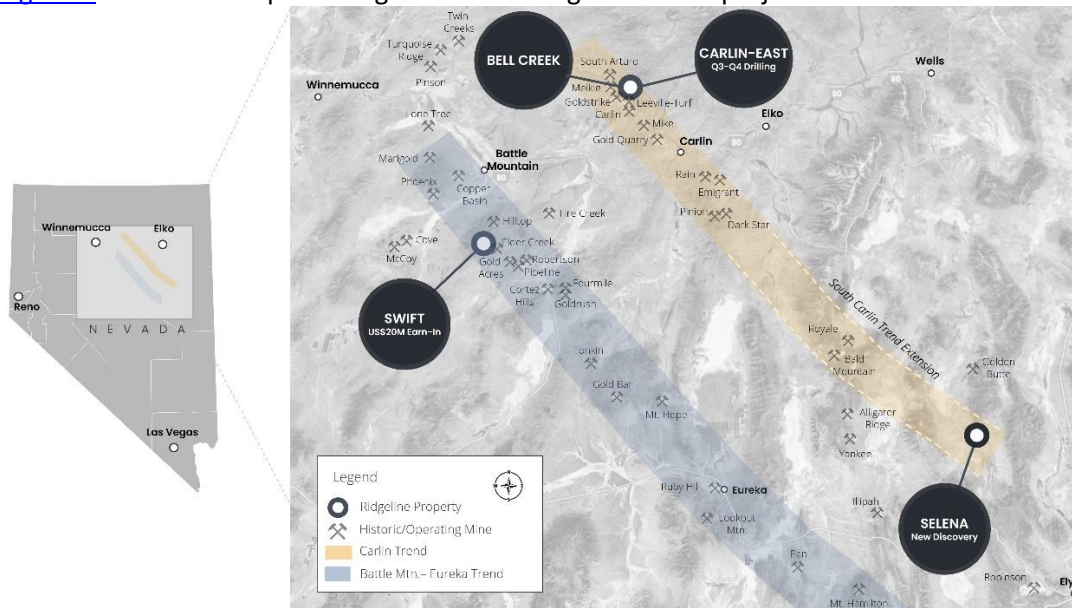 Winnemucca
Elko
Reno
NEVADA
Las Vegas
Twin
Creeks
Turquoise
Ridge
Pinson
Winnemucca
Lone Tree
BELL CREEK
CARLIN-EAST
Q3-Q4 Drilling
South Arturo
Meikle
Goldstrike
Leeville-Turf
Carlin
Mike
Gold Quarry
Carlin
Wells
80
Elko
80
80
Marigold
Battle
Mountain
80
Phoenix
Copper
Basin
Rain
Emigrant
Pinion
Dark Star
Hilltop
Fire Creek
Cove
McCoy
Elder Creek
Gold
Acres
Robertson
Pipeline
Cortez
Hills
Fourmile
Goldrush
SWIFT
US$20M Earn-In
South Carlin Trend Extension
Royale
Bald
Mountain
Golden
Butte
Tonkin
Gold Bar
Mt. Hope
Alligator
Ridge
Yankee
Ruby Hill
Eureka
Lookout
Mtn.
Illipah
SELENA
New Discovery
Pan
Mt. Hamilton
Robinson
Ely
Legend
Ridgeline Property
Historic/Operating Mine
Carlin Trend
Battle Mtn.– Eureka Trend